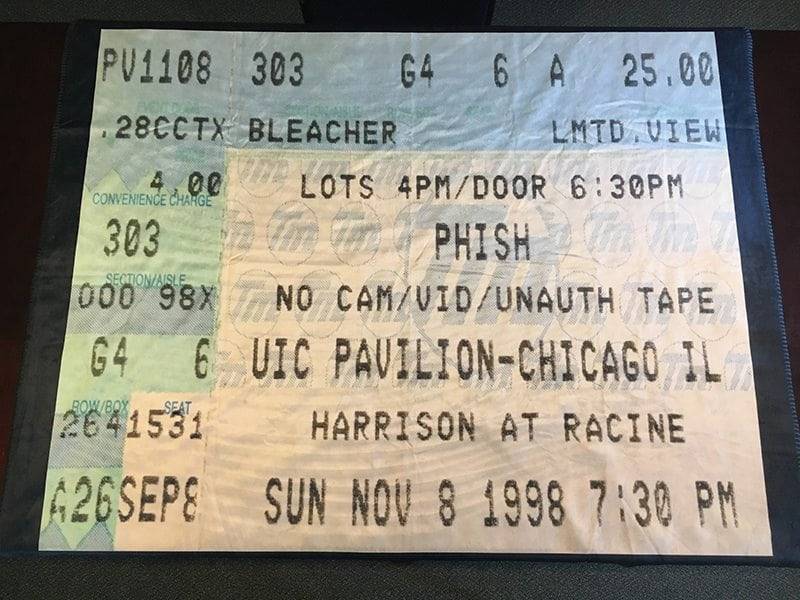 PV1108 303 G4 6 A 25.00
.28CCTX BLEACHER LMTD.VIEW
4.00 LOTS 4PM/DOOR 6:30PM
CONVENIENCE CHARGE
303 PHISH
SECTION/AISLE
000 98X NO CAM/VID/UNAUTH TAPE
G4 6 UIC PAVILION-CHICAGO IL
ROW/BOX SEAT
2641531 HARRISON AT RACINE
A26SEP8 SUN NOV 8 1998 7:30 PM